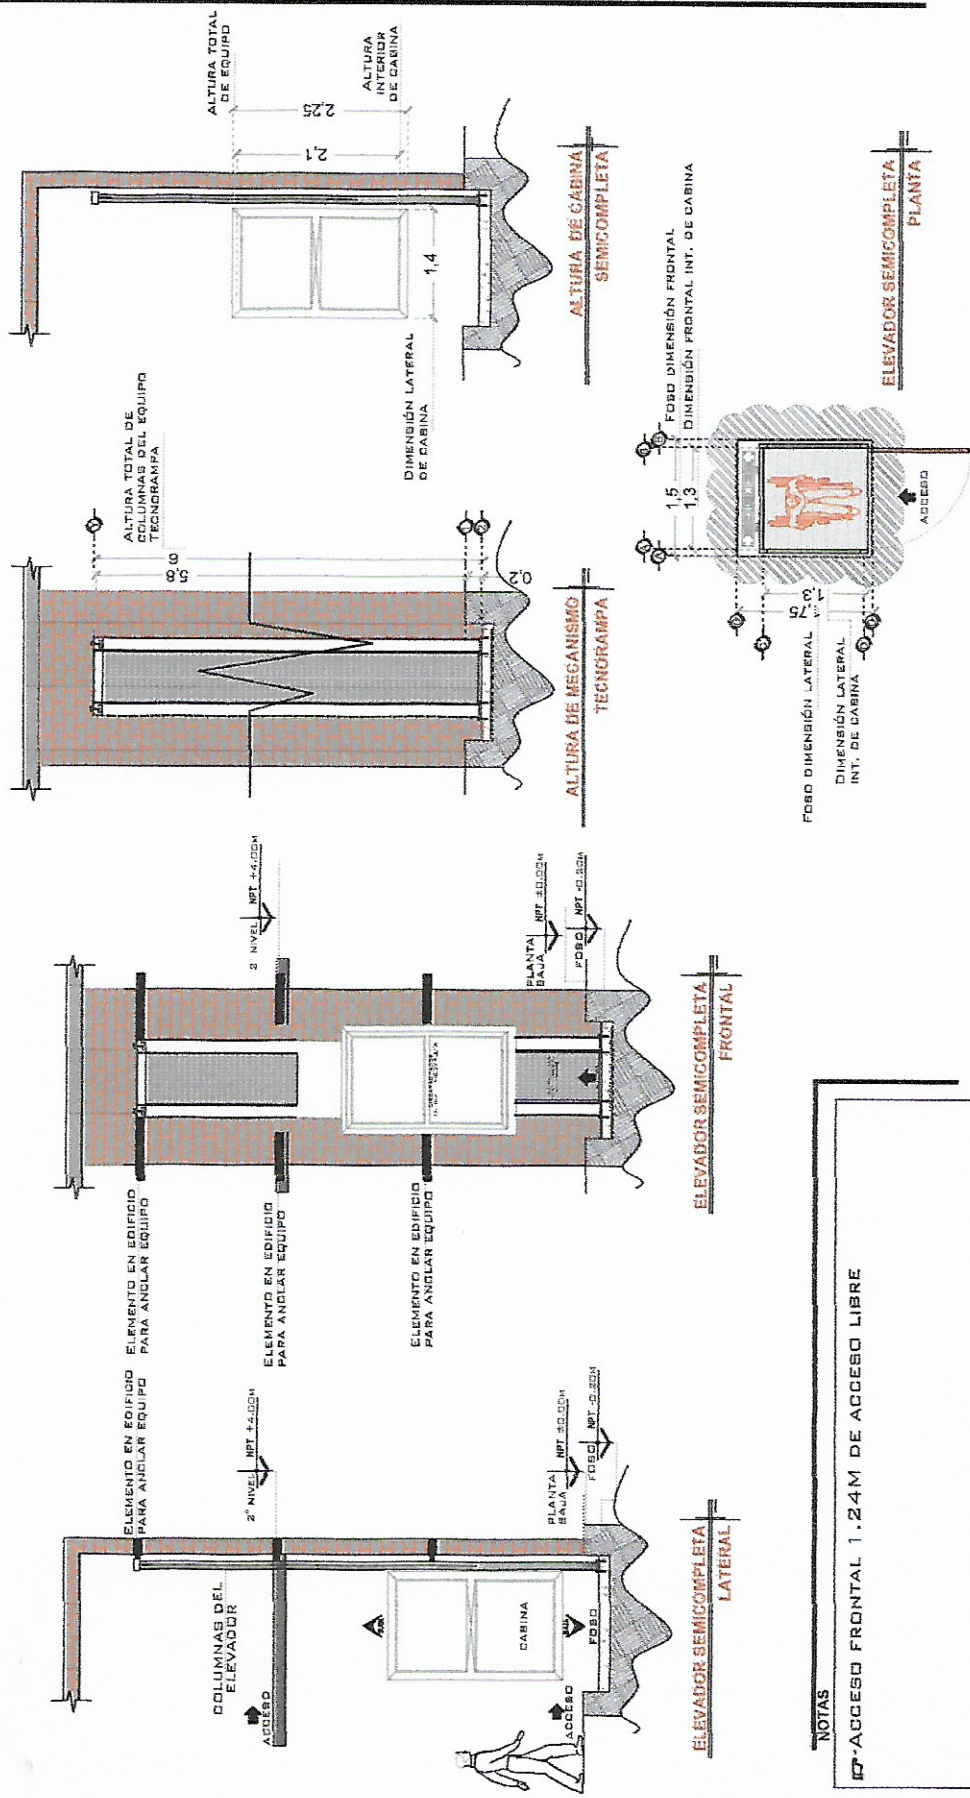 ELEMENTO EN EDIFICIO
PARA ANCLAR EQUIPO
COLUMNAS DEL
ELEVADOR
2° NIVEL NPT +4.00M
ACCESO
CABINA
ACCESO
FOSO
PLANTA
BAJA
NPT ±0.00M
FOSO NPT -0.20M
ELEVADOR SEMICOMPLETA
LATERAL
ELEMENTO EN EDIFICIO
PARA ANCLAR EQUIPO
ELEMENTO EN EDIFICIO
PARA ANCLAR EQUIPO
ELEMENTO EN EDIFICIO
PARA ANCLAR EQUIPO
2° NIVEL NPT +4.00M
PLANTA
BAJA
NPT ±0.00M
FOSO NPT -0.20M
ELEVADOR SEMICOMPLETA
FRONTAL
ALTURA TOTAL DE
COLUMNAS DEL EQUIPO
TECNORAMPA
5,8
6
0,2
ALTURA DE MECANISMO
TECNORAMPA
ALTURA TOTAL
DE EQUIPO
ALTURA
INTERIOR
DE CABINA
2,1
2,25
1,4
DIMENSIÓN LATERAL
DE CABINA
ALTURA DE CABINA
SEMICOMPLETA
FOSO DIMENSIÓN FRONTAL
DIMENSIÓN FRONTAL INT. DE CABINA
1,5
1,3
1,75
1,3
FOSO DIMENSIÓN LATERAL
DIMENSIÓN LATERAL
INT. DE CABINA
ACCESO
ELEVADOR SEMICOMPLETA
PLANTA
NOTAS
-ACCESO FRONTAL 1.24M DE ACCESO LIBRE